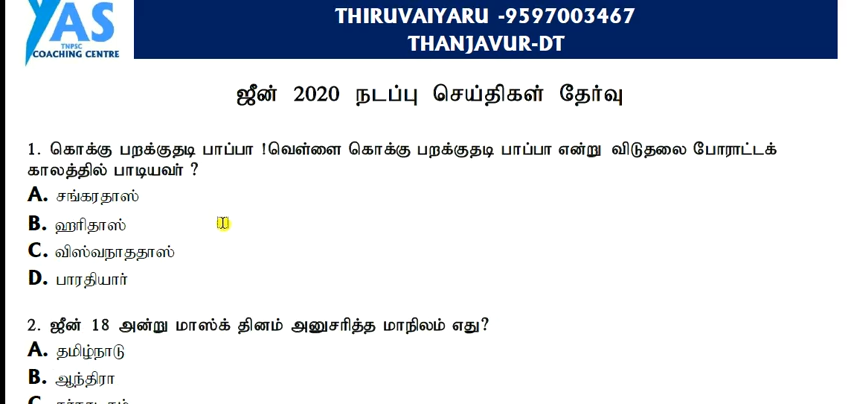 YAS
TNPSC
COACHING CENTRE
THIRUVAIYARU -9597003467
THANJAVUR-DT
ஜீன் 2020 நடப்பு செய்திகள் தேர்வு
1. கொக்கு பறக்குதடி பாப்பா !வெள்ளை கொக்கு பறக்குதடி பாப்பா என்று விடுதலை போராட்டக்
காலத்தில் பாடியவர் ?
A. சங்கரதாஸ்
B. ஹரிதாஸ்
C. விஸ்வநாததாஸ்
D. பாரதியார்
2. ஜீன் 18 அன்று மாஸ்க் தினம் அனுசரித்த மாநிலம் எது?
A. தமிழ்நாடு
B. ஆந்திரா
C.